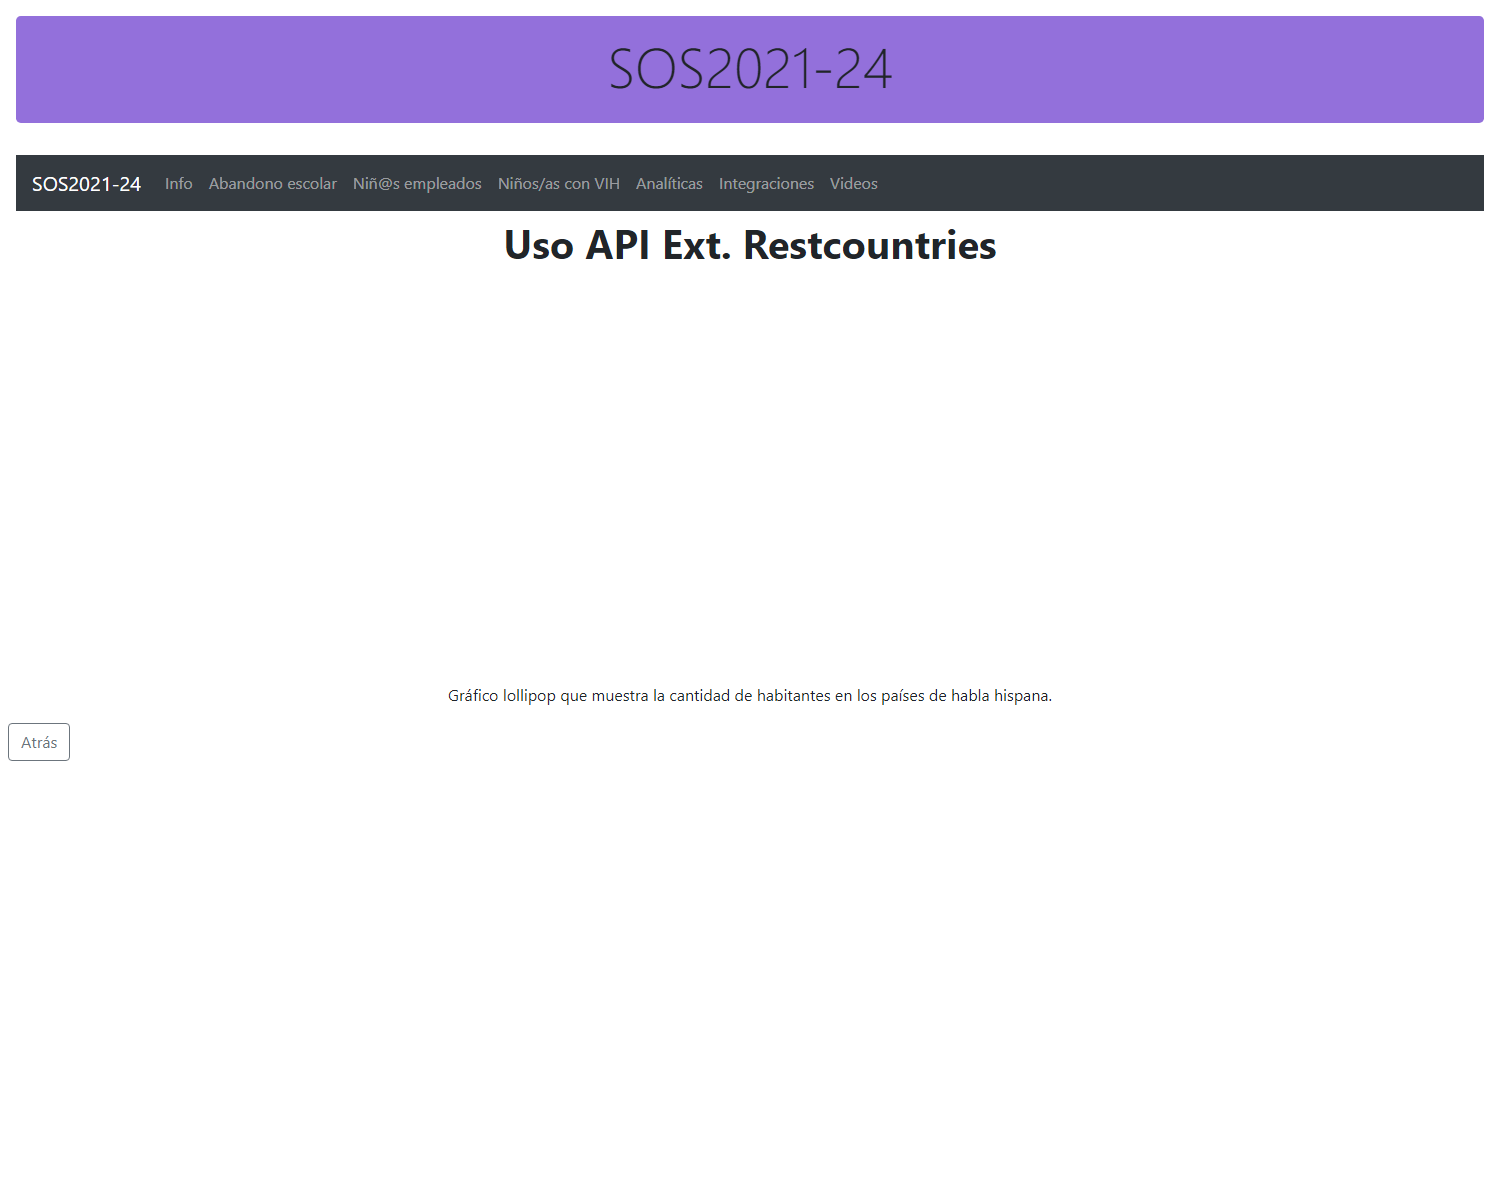 SOS2021-24
SOS2021-24 Info Abandono escolar Niñ@s empleados Niños/as con VIH Analíticas Integraciones Videos
Uso API Ext. Restcountries
Gráfico lollipop que muestra la cantidad de habitantes en los países de habla hispana.
Atrás